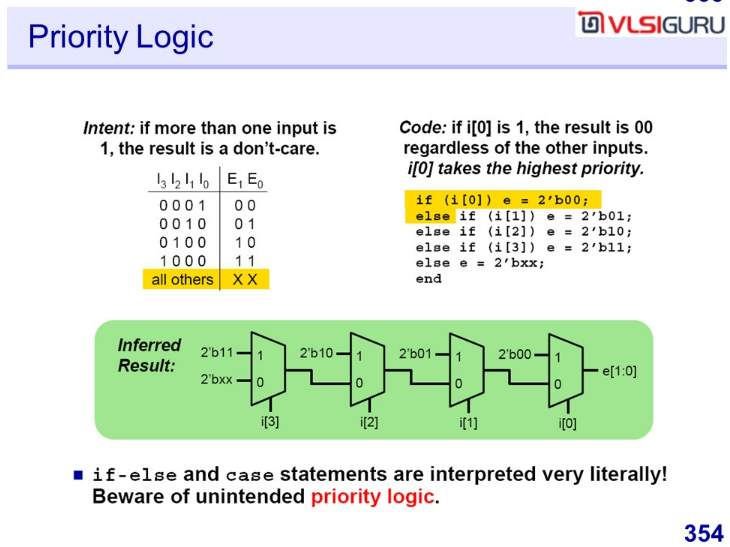 VLSIGURU
Priority Logic
Intent: if more than one input is
1, the result is a don't-care.
I3 I2 I1 I0 E1 E0
0 0 0 1 0 0
0 0 1 0 0 1
0 1 0 0 1 0
1 0 0 0 1 1
all others X X
Code: if i[0] is 1, the result is 00
regardless of the other inputs.
i[0] takes the highest priority.
if (i[0]) e = 2'b00;
else if (i[1]) e = 2'b01;
else if (i[2]) e = 2'b10;
else if (i[3]) e = 2'b11;
else e = 2'bxx;
end
Inferred
Result:
2'b11 1 2'b10 1 2'b01 1 2'b00 1
e[1:0]
2'bxx 0 0 0 0
i[3] i[2] i[1] i[0]
if-else and case statements are interpreted very literally!
Beware of unintended priority logic.
354